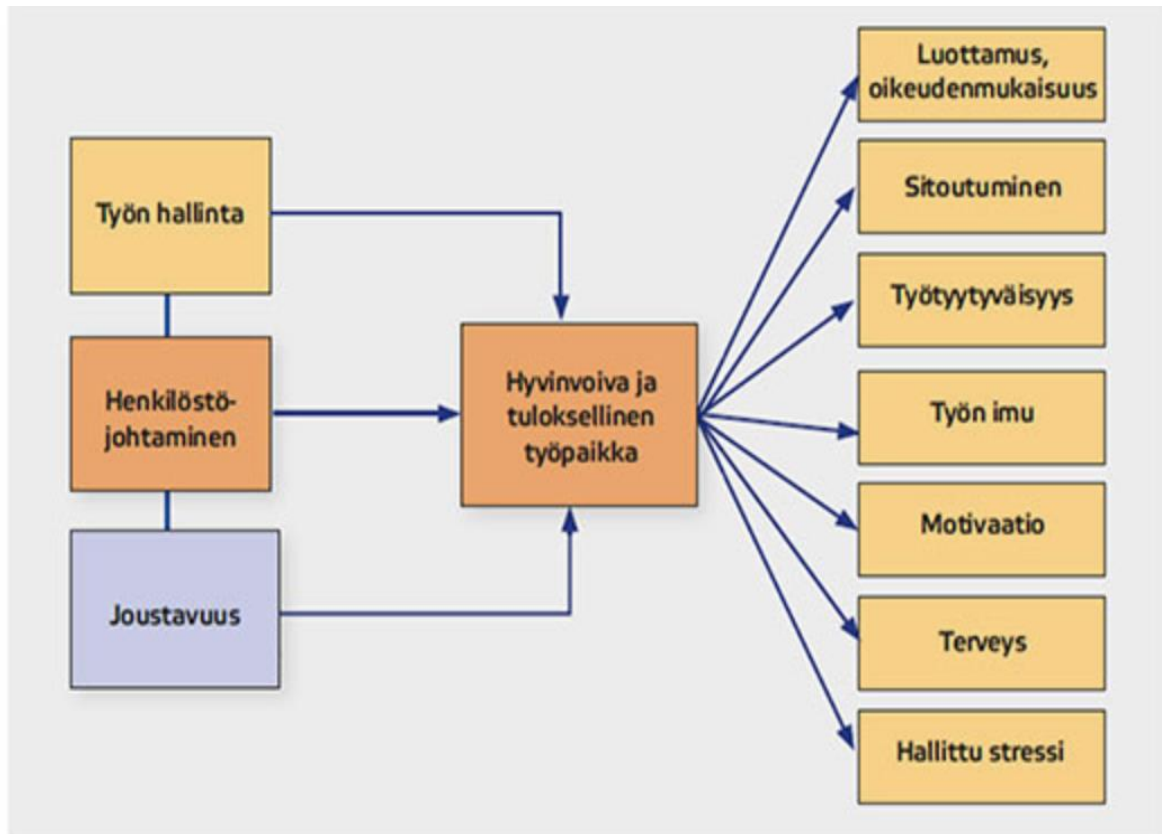 Työn hallinta
Henkilöstö-
johtaminen
Joustavuus
Hyvinvoiva ja
tuloksellinen
työpaikka
Luottamus,
oikeudenmukaisuus
Sitoutuminen
Työtyytyväisyys
Työn imu
Motivaatio
Terveys
Hallittu stressi